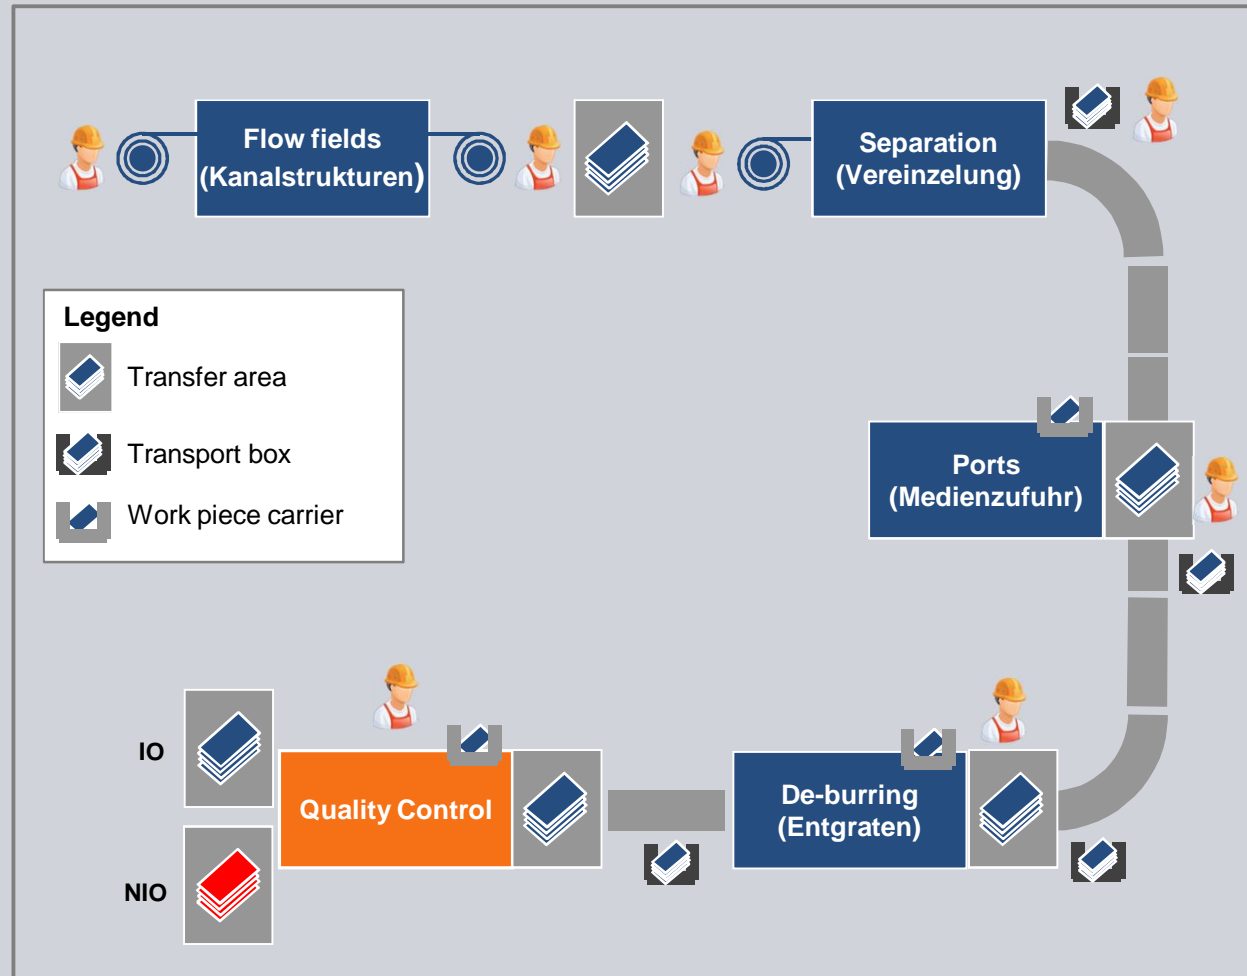 Flow fields
(Kanalstrukturen)
Separation
(Vereinzelung)
Legend
Transfer area
Transport box
Work piece carrier
Ports
(Medienzufuhr)
IO
Quality Control
De-burring
(Entgraten)
NIO